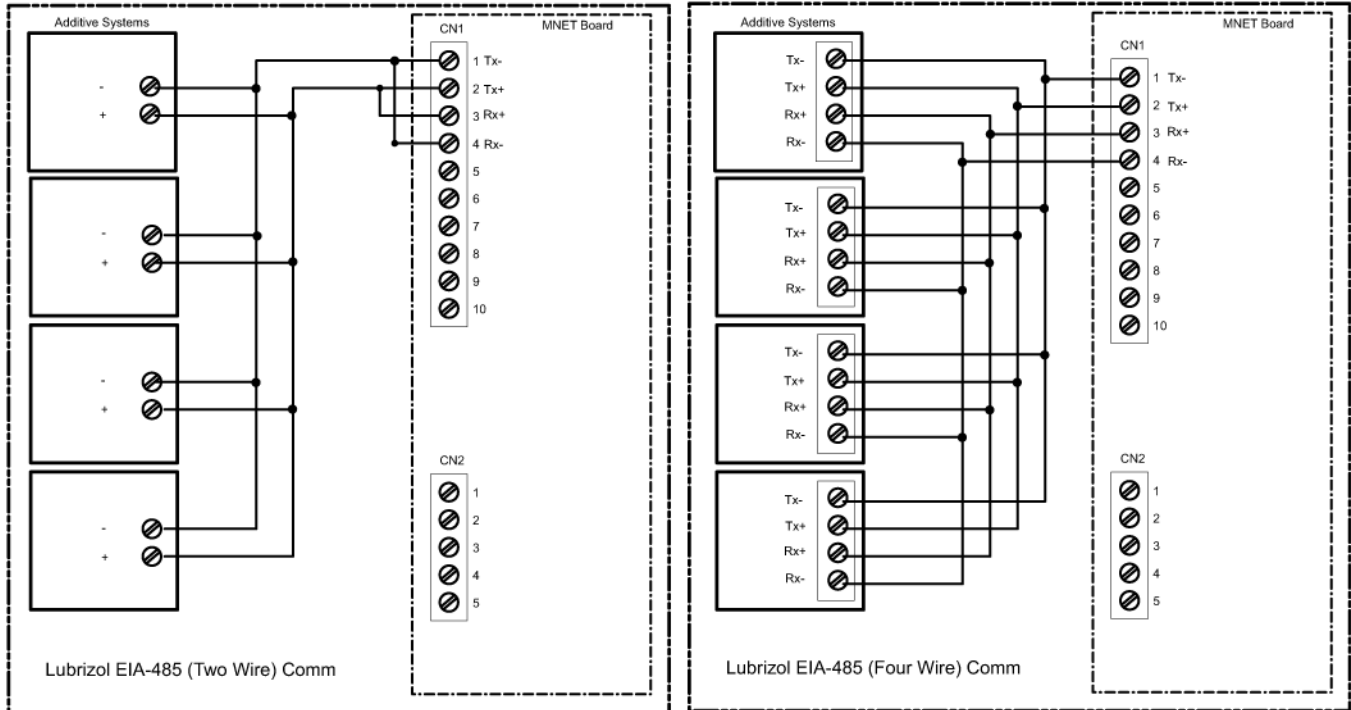 Additive Systems
MNET Board
CN1
-
+
-
+
-
+
-
+
1 Tx-
2 Tx+
3 Rx+
4 Rx-
5
6
7
8
9
10
CN2
1
2
3
4
5
Lubrizol EIA-485 (Two Wire) Comm
Additive Systems
MNET Board
CN1
Tx-
Tx+
Rx+
Rx-
Tx-
Tx+
Rx+
Rx-
Tx-
Tx+
Rx+
Rx-
Tx-
Tx+
Rx+
Rx-
1 Tx-
2 Tx+
3 Rx+
4 Rx-
5
6
7
8
9
10
CN2
1
2
3
4
5
Lubrizol EIA-485 (Four Wire) Comm